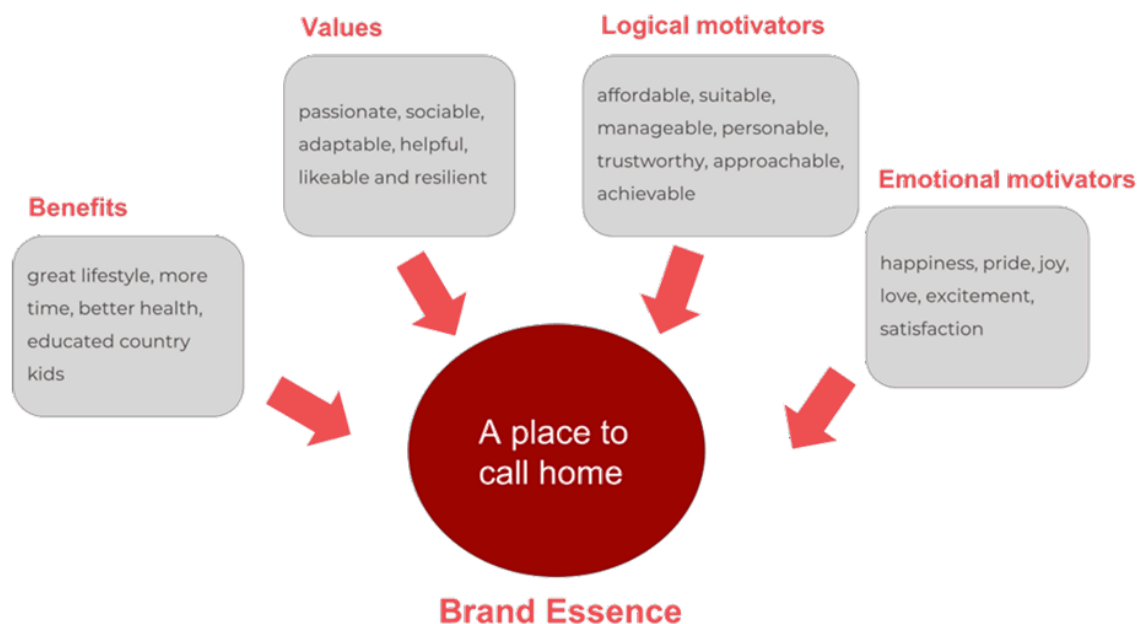 Benefits
great lifestyle, more
time, better health,
educated country
kids
Values
passionate, sociable,
adaptable, helpful,
likeable and resilient
Logical motivators
affordable, suitable,
manageable, personable,
trustworthy, approachable,
achievable
Emotional motivators
happiness, pride, joy,
love, excitement,
satisfaction
A place to
call home
Brand Essence